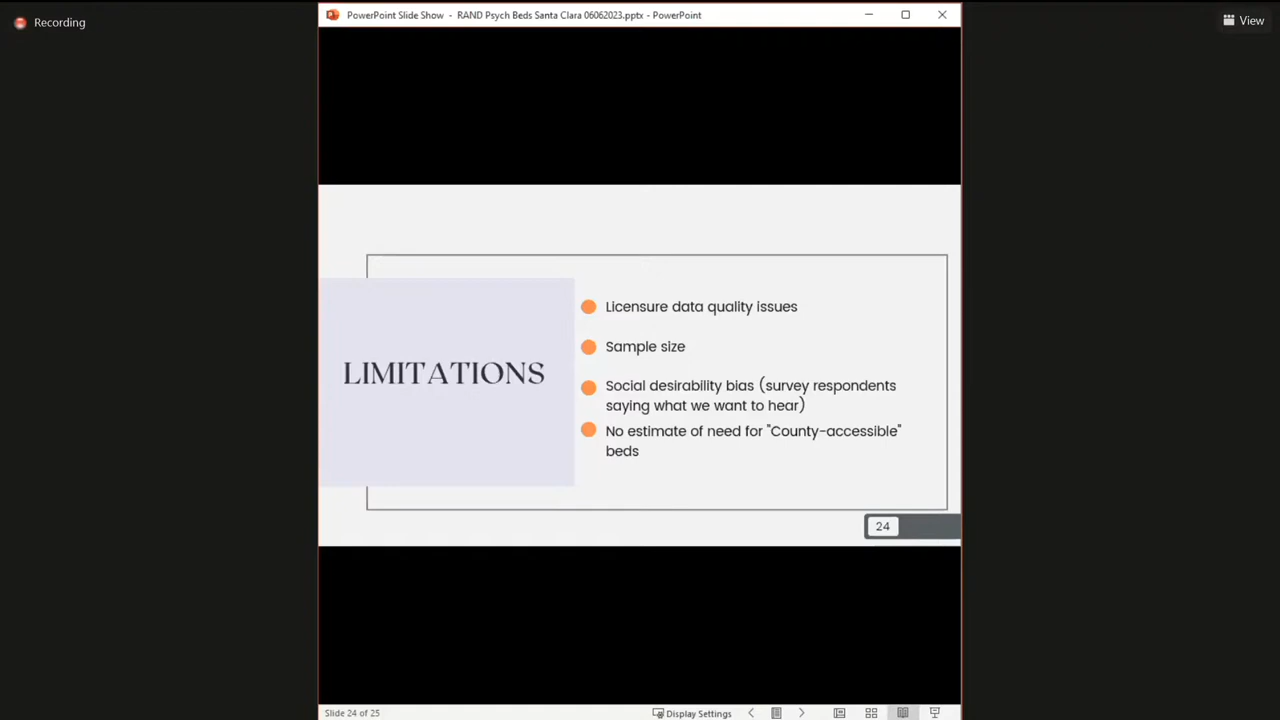 Recording
PowerPoint Slide Show - RAND Psych Beds Santa Clara 06062023.pptx - PowerPoint
View
LIMITATIONS
Licensure data quality issues
Sample size
Social desirability bias (survey respondents
saying what we want to hear)
No estimate of need for "County-accessible"
beds
24
Slide 24 of 25
Display Settings